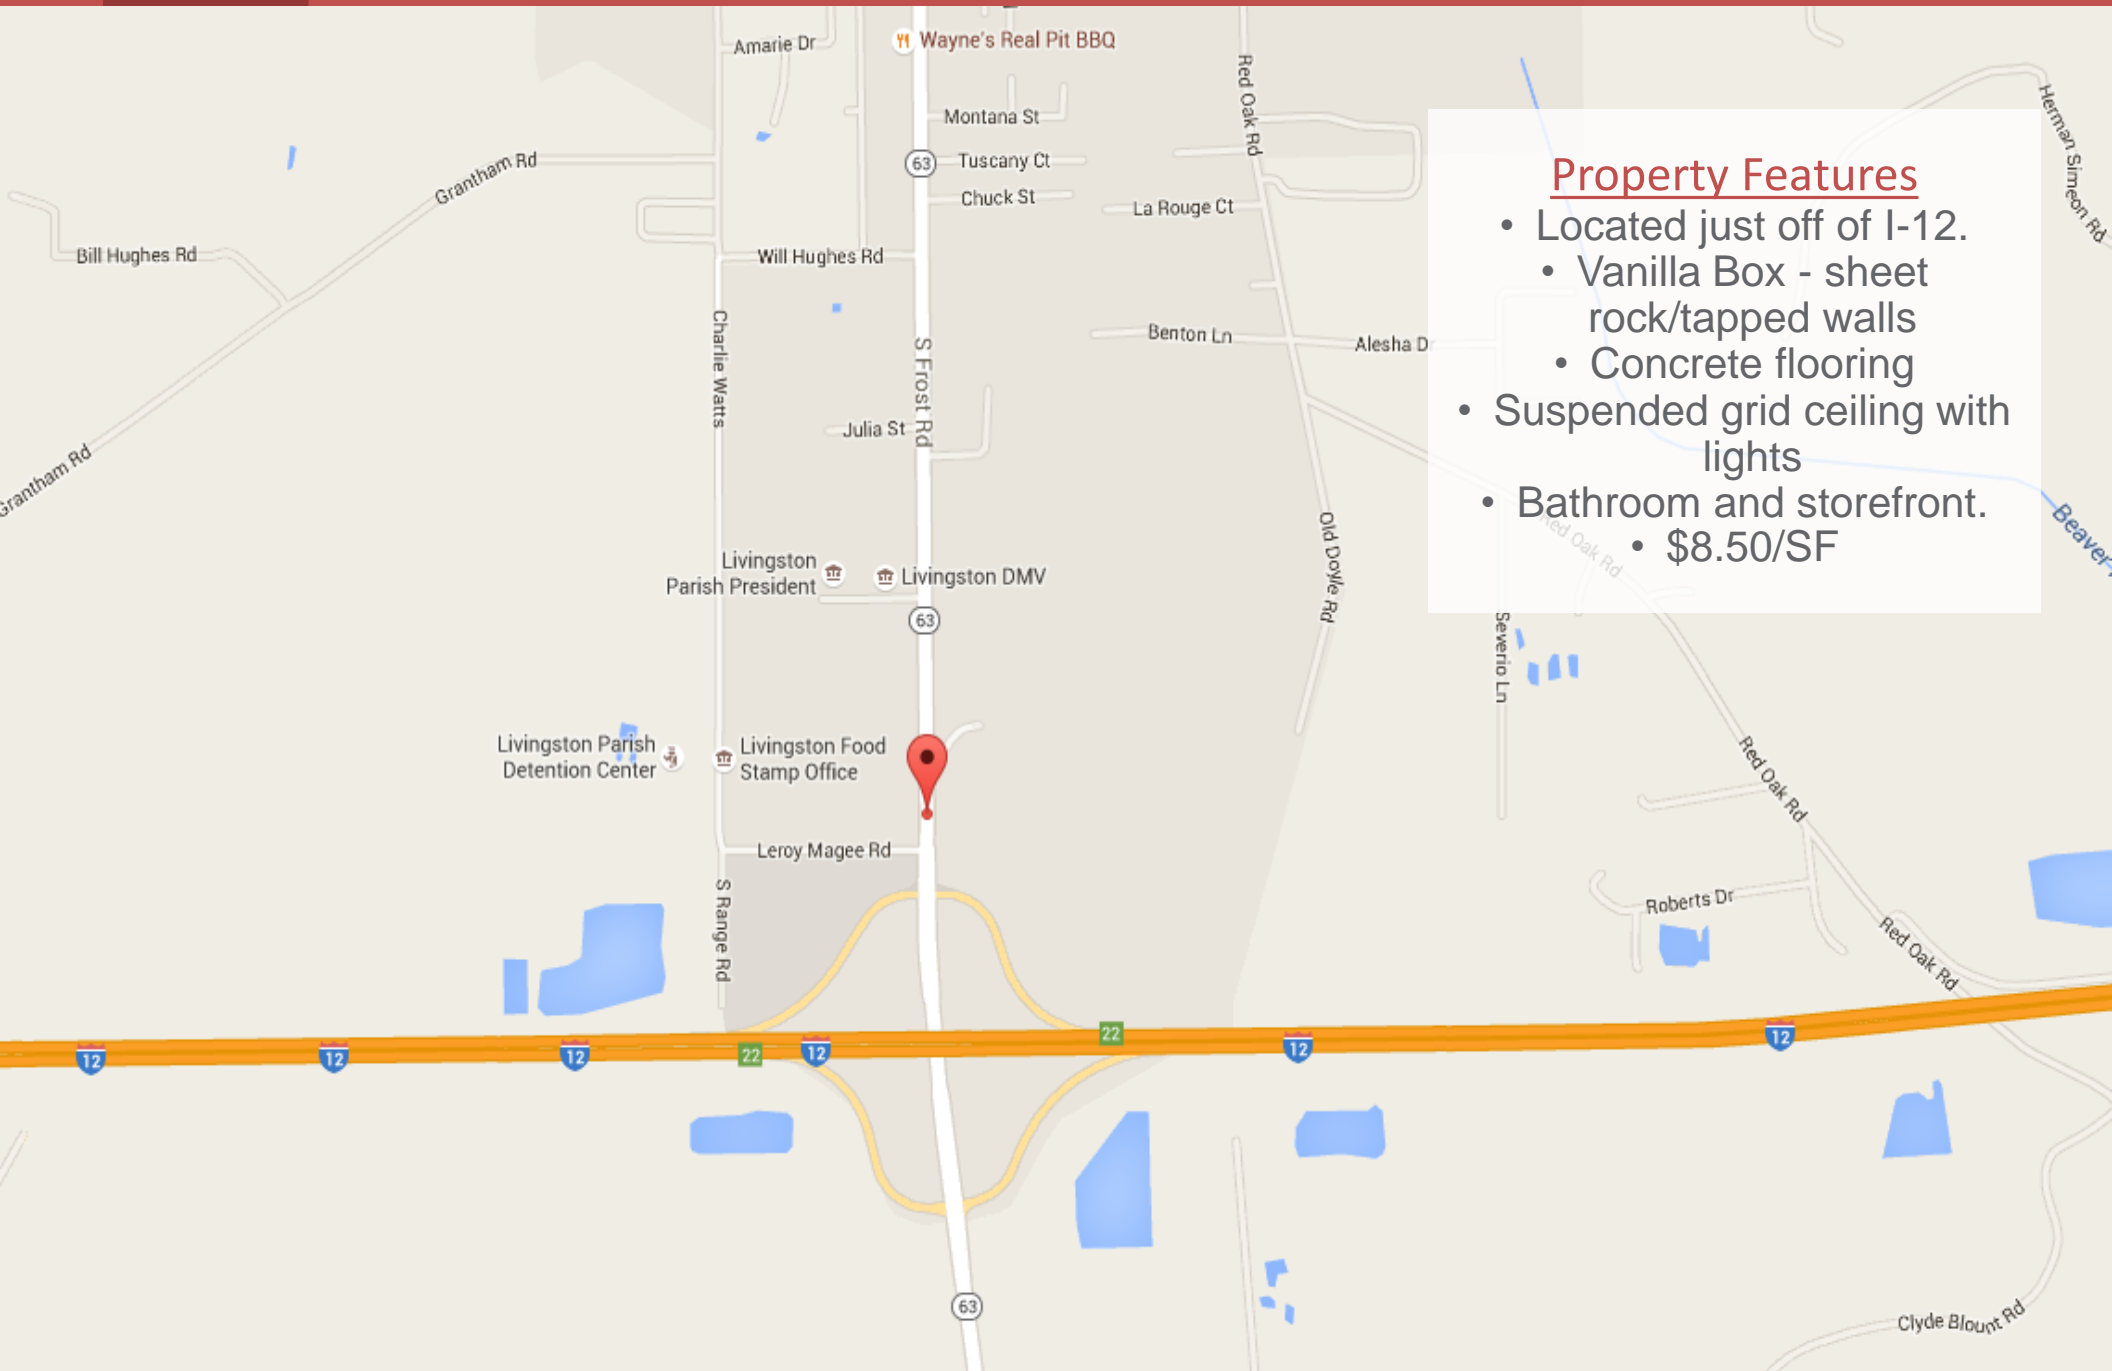 Amarie Dr
Wayne's Real Pit BBQ
Red Oak Rd
Herman Simeon Rd
Montana St
63
Tuscany Ct
Grantham Rd
Chuck St
La Rouge Ct
Bill Hughes Rd
Will Hughes Rd
Property Features
• Located just off of I-12.
• Vanilla Box - sheet
rock/tapped walls
• Concrete flooring
• Suspended grid ceiling with
lights
• Bathroom and storefront.
• $8.50/SF
Charlie Watts
S Frost Rd
Benton Ln
Alesha D
Julia St
Grantham Rd
Old Doyle Rd
Red Oak Rd
Beaver
Livingston
Parish President
Livingston DMV
63
Severio Ln
Livingston Parish
Detention Center
Livingston Food
Stamp Office
Red Oak Rd
Leroy Magee Rd
S Range Rd
Roberts Dr
Red Oak Rd
12
12
12
22
12
22
12
12
63
Clyde Blount Rd